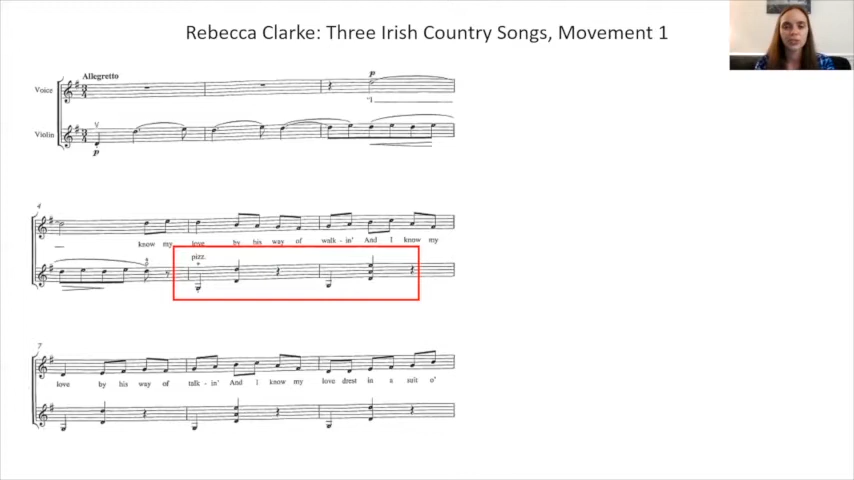 Rebecca Clarke: Three Irish Country Songs, Movement 1
Allegretto
Voice
p
"I
Violin
p
4
know my love by his way of walk - in' And I know my
pizz.
7
love by his way of talk - in' And I know my love drest in a suit o'